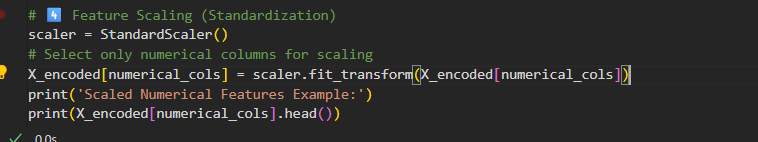 # 4️⃣ Feature Scaling (Standardization)
scaler = StandardScaler()
# Select only numerical columns for scaling
X_encoded[numerical_cols] = scaler.fit_transform(X_encoded[numerical_cols])
print('Scaled Numerical Features Example:')
print(X_encoded[numerical_cols].head())
0.0s